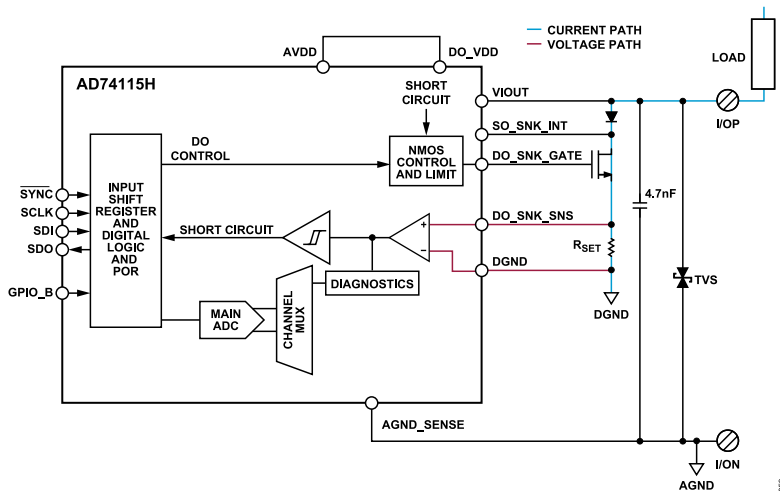 AVDD
DO_VDD
CURRENT PATH
VOLTAGE PATH
LOAD
AD74115H
SHORT
CIRCUIT
VIOUT
I/OP
SO_SNK_INT
DO
CONTROL
NMOS
CONTROL
AND LIMIT
DO_SNK_GATE
SYNC
SCLK
SDI
SDO
GPIO_B
INPUT
SHIFT
REGISTER
AND
DIGITAL
LOGIC
AND
POR
4.7nF
SHORT CIRCUIT
+
−
DO_SNK_SNS
RSET
DGND
DIAGNOSTICS
TVS
DGND
MAIN
ADC
CHANNEL
MUX
AGND_SENSE
I/ON
AGND